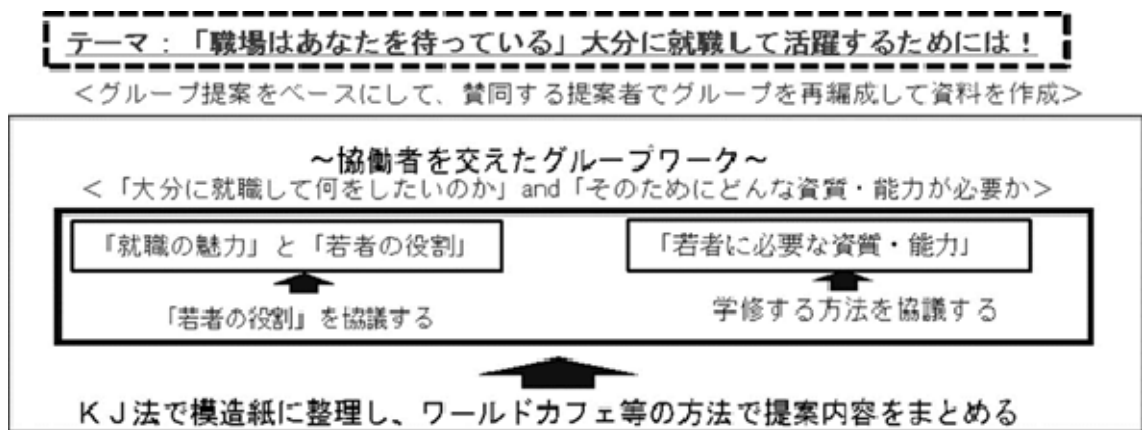 テーマ：「職場はあなたを待っている」大分に就職して活躍するためには！
＜グループ提案をベースにして、賛同する提案者でグループを再編成して資料を作成＞
～協働者を交えたグループワーク～
＜「大分に就職して何をしたいのか」and「そのためにどんな資質・能力が必要か＞
「就職の魅力」と「若者の役割」
「若者に必要な資質・能力」
「若者の役割」を協議する
学修する方法を協議する
ＫＪ法で模造紙に整理し、ワールドカフェ等の方法で提案内容をまとめる